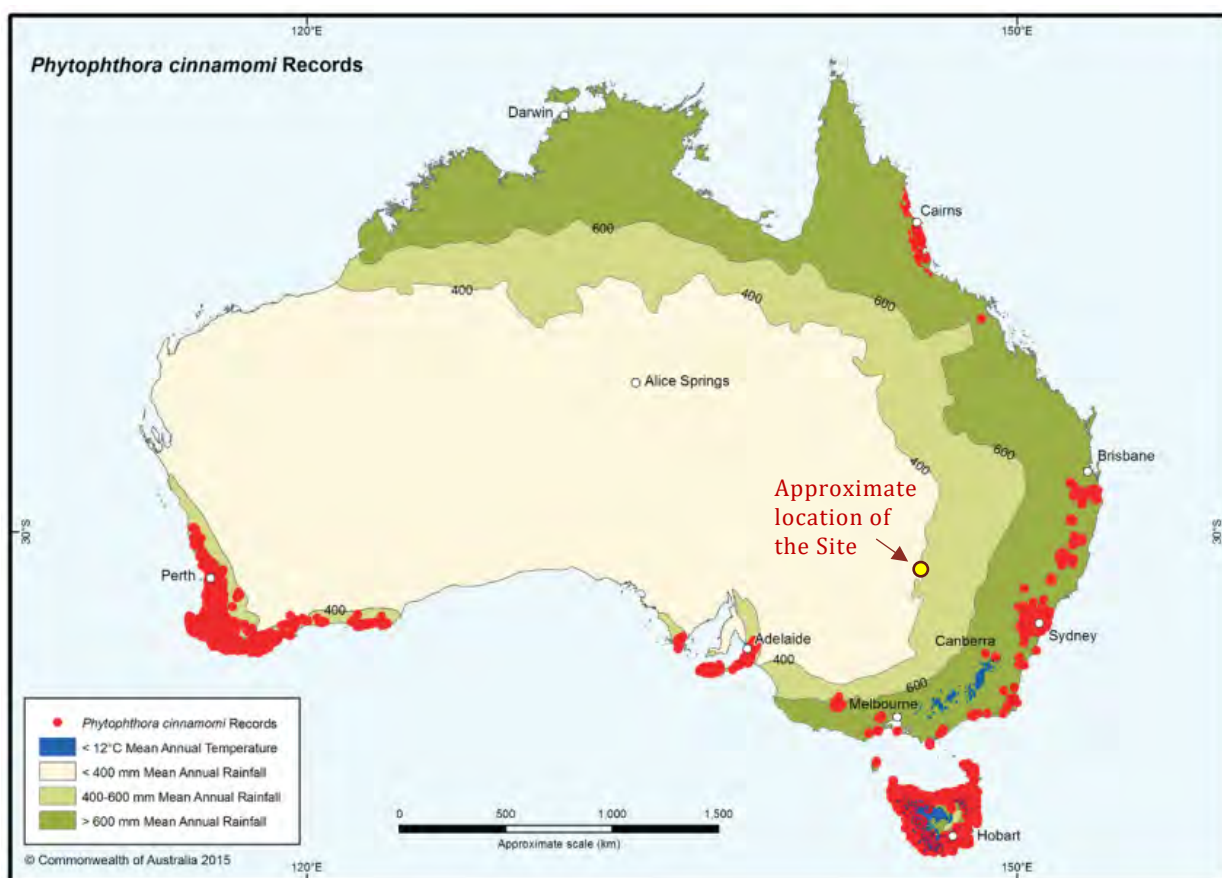 120°E
150°E
Phytophthora cinnamomi Records
Darwin
Cairns
600
400
400
600
Alice Springs
600
400
Brisbane
Approximate
location of
the Site
30°S
30°S
Perth
400
Adelaide
Canberra
Sydney
400
600
Melbourne
Phytophthora cinnamomi Records
< 12°C Mean Annual Temperature
< 400 mm Mean Annual Rainfall
400-600 mm Mean Annual Rainfall
> 600 mm Mean Annual Rainfall
0 500 1,000 1,500
Approximate scale (km)
Hobart
© Commonwealth of Australia 2015
120°E
150°E